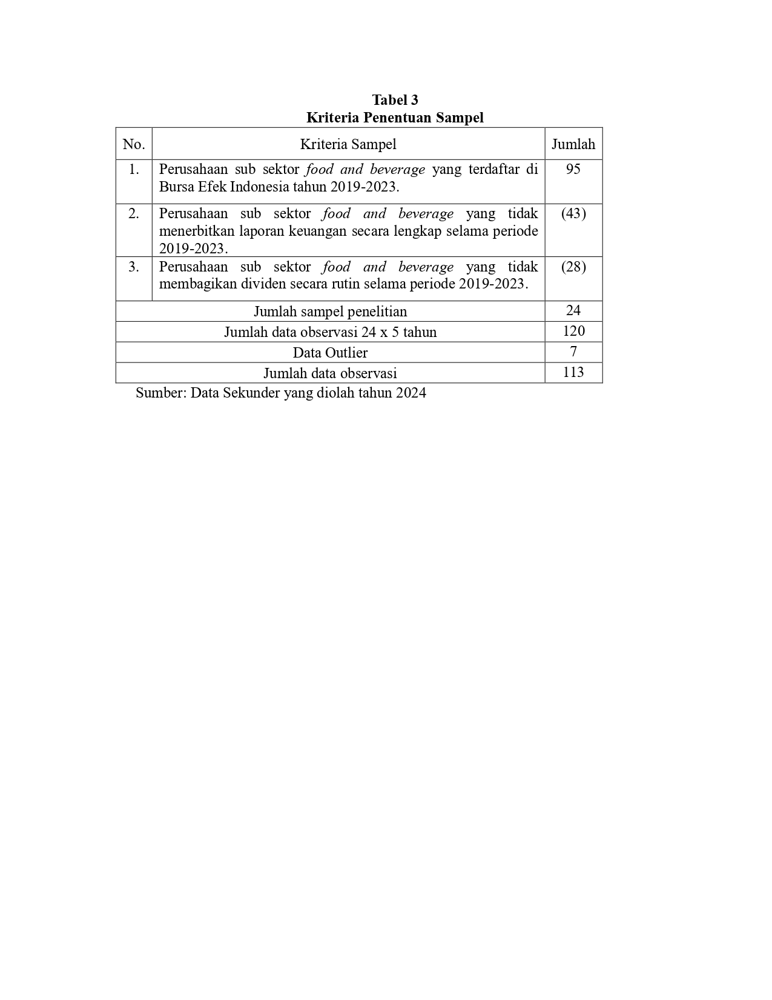 Tabel 3
Kriteria Penentuan Sampel
No. Kriteria Sampel Jumlah
1. Perusahaan sub sektor food and beverage yang terdaftar di 95
Bursa Efek Indonesia tahun 2019-2023.
2. Perusahaan sub sektor food and beverage yang tidak (43)
menerbitkan laporan keuangan secara lengkap selama periode
2019-2023.
3. Perusahaan sub sektor food and beverage yang tidak (28)
membagikan dividen secara rutin selama periode 2019-2023.
Jumlah sampel penelitian 24
Jumlah data observasi 24 x 5 tahun 120
Data Outlier 7
Jumlah data observasi 113
Sumber: Data Sekunder yang diolah tahun 2024